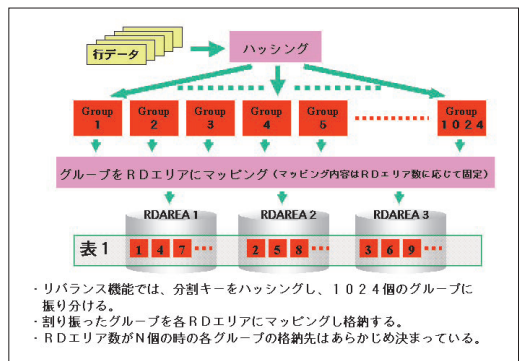 行データ
ハッシング
Group 1
Group 2
Group 3
Group 4
Group 5
Group 1024
グループをRDエリアにマッピング(マッピング内容はRDエリア数に応じて固定)
RDAREA 1
RDAREA 2
RDAREA 3
表1
1 4 7
2 5 8
3 6 9
・リバランス機能では、分割キーをハッシングし、1024個のグループに
振り分ける。
・割り振ったグループを各RDエリアにマッピングし格納する。
・RDエリア数がN個の時の各グループの格納先はあらかじめ決まっている。